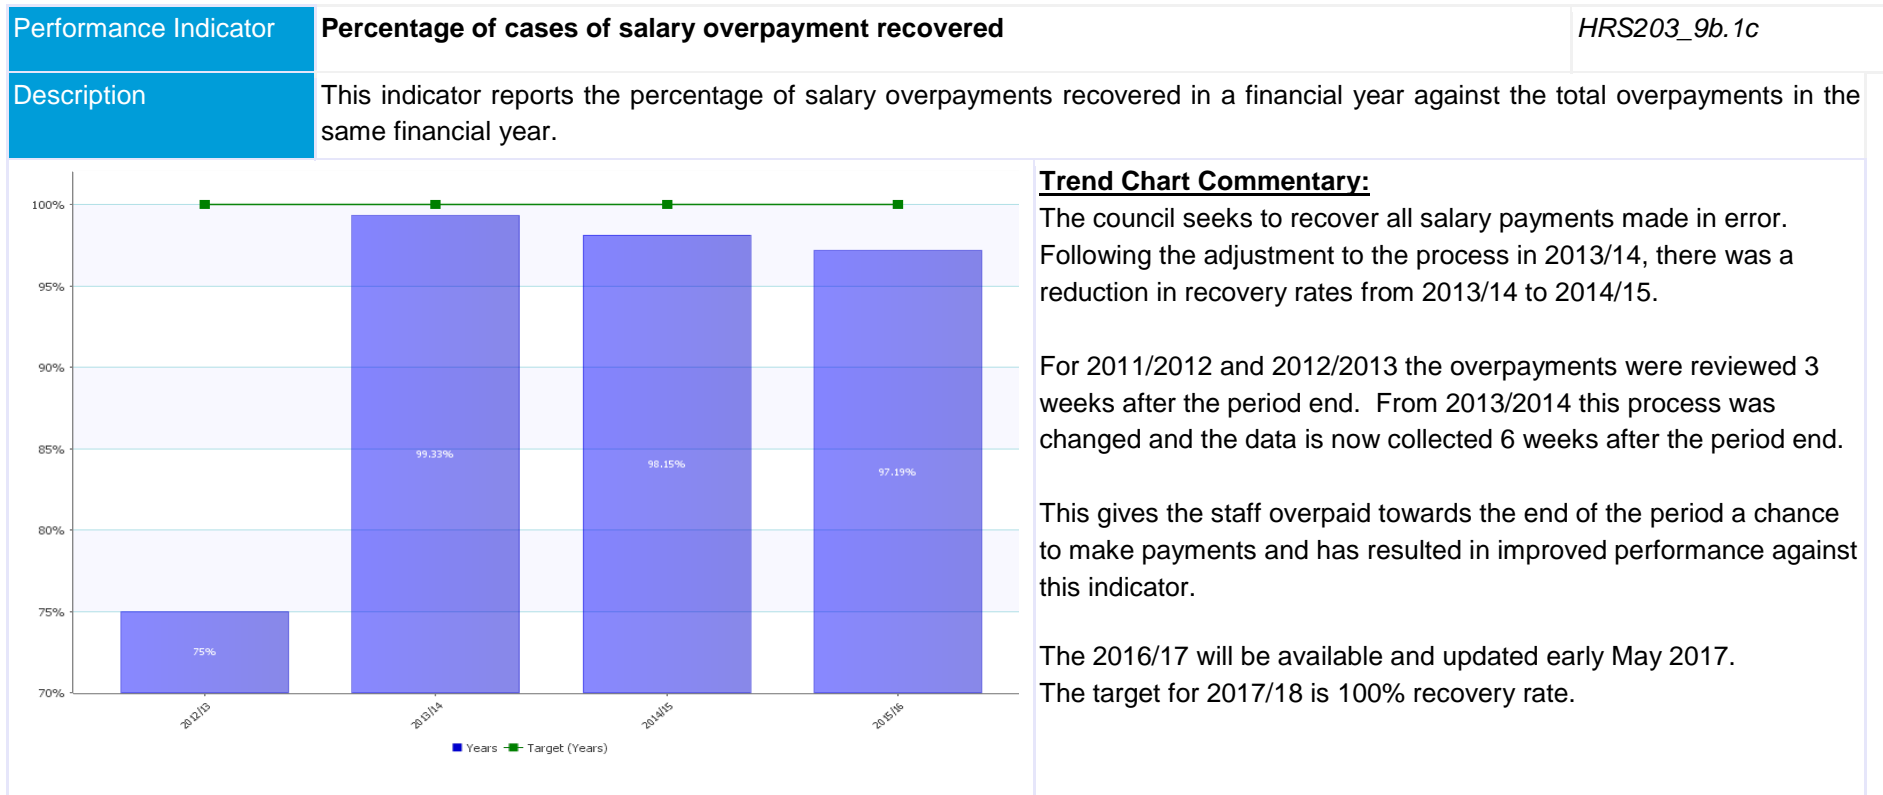 Performance Indicator
Percentage of cases of salary overpayment recovered
HRS203_9b.1c
Description
This indicator reports the percentage of salary overpayments recovered in a financial year against the total overpayments in the
same financial year.
100%
95%
90%
85%
80%
75%
70%
75%
99.33%
98.15%
97.19%
2012/13
2013/14
2014/15
2015/16
Years
Target (Years)
Trend Chart Commentary:
The council seeks to recover all salary payments made in error.
Following the adjustment to the process in 2013/14, there was a
reduction in recovery rates from 2013/14 to 2014/15.
For 2011/2012 and 2012/2013 the overpayments were reviewed 3
weeks after the period end.  From 2013/2014 this process was
changed and the data is now collected 6 weeks after the period end.
This gives the staff overpaid towards the end of the period a chance
to make payments and has resulted in improved performance against
this indicator.
The 2016/17 will be available and updated early May 2017.
The target for 2017/18 is 100% recovery rate.